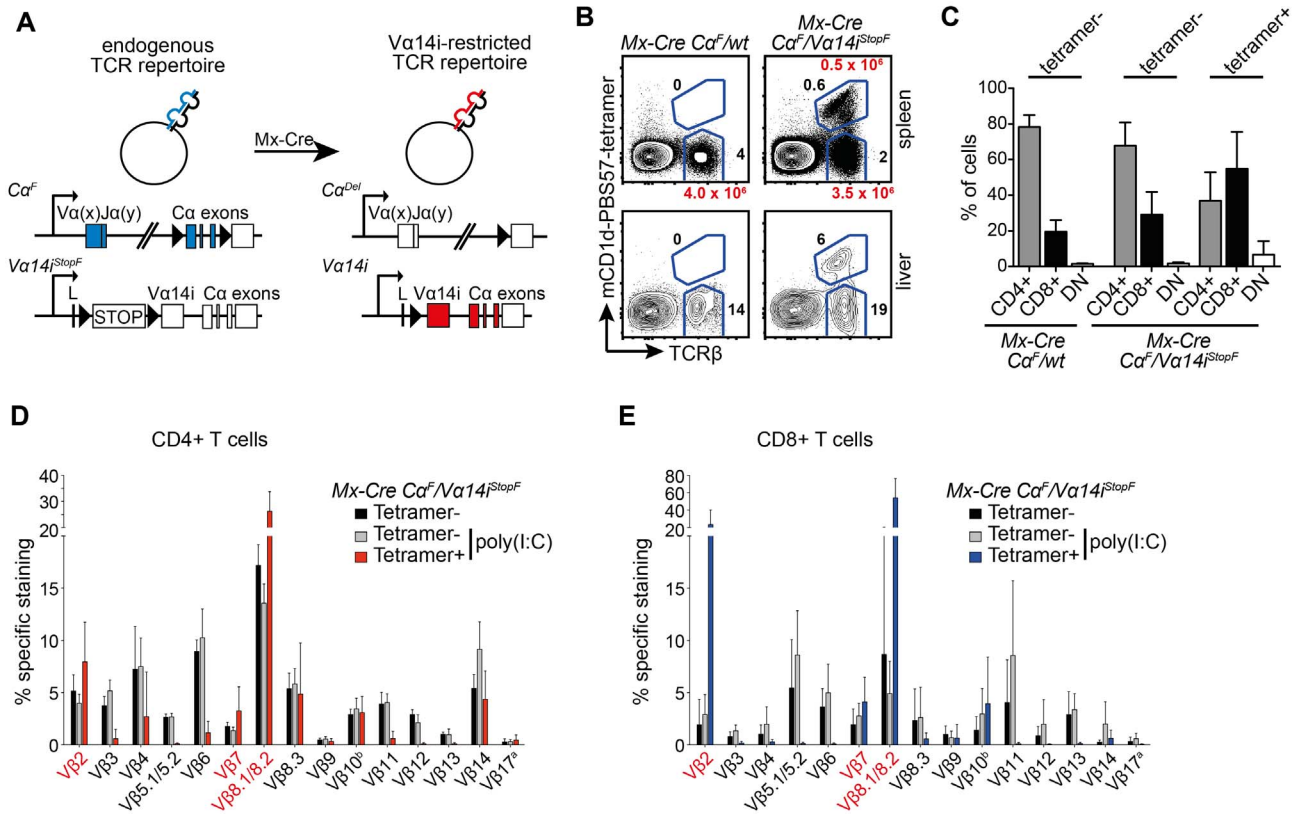 A
endogenous
TCR repertoire
Vα14i-restricted
TCR repertoire
Mx-Cre
CαF
Vα(x)Jα(y)
Cα exons
Vα14iStopF
L
STOP
Vα14i
Cα exons
CαDel
Vα(x)Jα(y)
Vα14i
L
Vα14i
Cα exons
B
Mx-Cre CαF/wt
Mx-Cre
CαF/Vα14iStopF
0.5 x 10⁶
0
0.6
4
2
4.0 x 10⁶
3.5 x 10⁶
spleen
0
6
14
19
liver
mCD1d-PBS57-tetramer
TCRβ
C
tetramer-
tetramer-
tetramer+
% of cells
100
80
60
40
20
0
CD4+
CD8+
DN
CD4+
CD8+
DN
CD4+
CD8+
DN
Mx-Cre
CαF/wt
Mx-Cre
CαF/Vα14iStopF
D
CD4+ T cells
% specific staining
40
30
20
20
15
10
5
0
Mx-Cre CαF/Vα14iStopF
Tetramer-
Tetramer-
Tetramer+
poly(I:C)
Vβ2
Vβ3
Vβ4
Vβ5.1/5.2
Vβ6
Vβ7
Vβ8.1/8.2
Vβ8.3
Vβ9
Vβ10ᵇ
Vβ11
Vβ12
Vβ13
Vβ14
Vβ17ᵃ
E
CD8+ T cells
% specific staining
80
60
40
20
20
15
10
5
0
Mx-Cre CαF/Vα14iStopF
Tetramer-
Tetramer-
Tetramer+
poly(I:C)
Vβ2
Vβ3
Vβ4
Vβ5.1/5.2
Vβ6
Vβ7
Vβ8.1/8.2
Vβ8.3
Vβ9
Vβ10ᵇ
Vβ11
Vβ12
Vβ13
Vβ14
Vβ17ᵃ